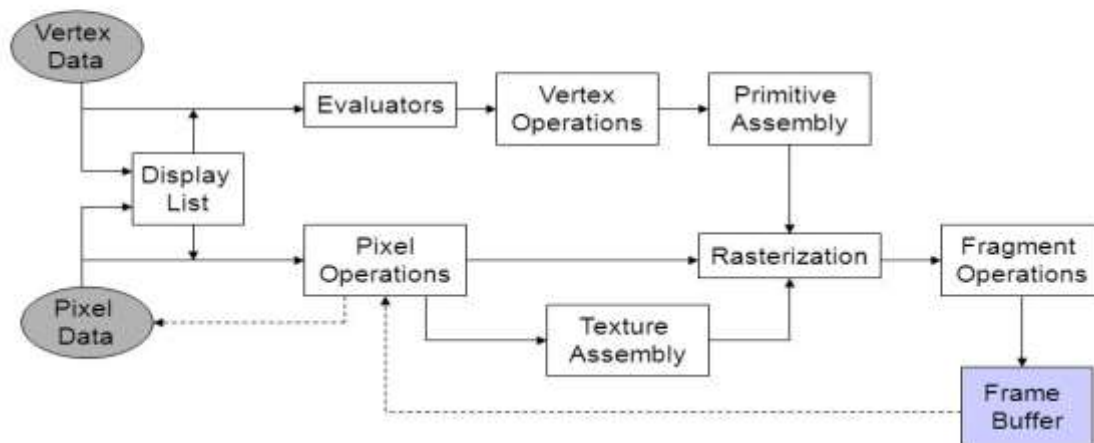 Vertex
Data
Evaluators
Vertex
Operations
Primitive
Assembly
Display
List
Pixel
Operations
Rasterization
Fragment
Operations
Pixel
Data
Texture
Assembly
Frame
Buffer